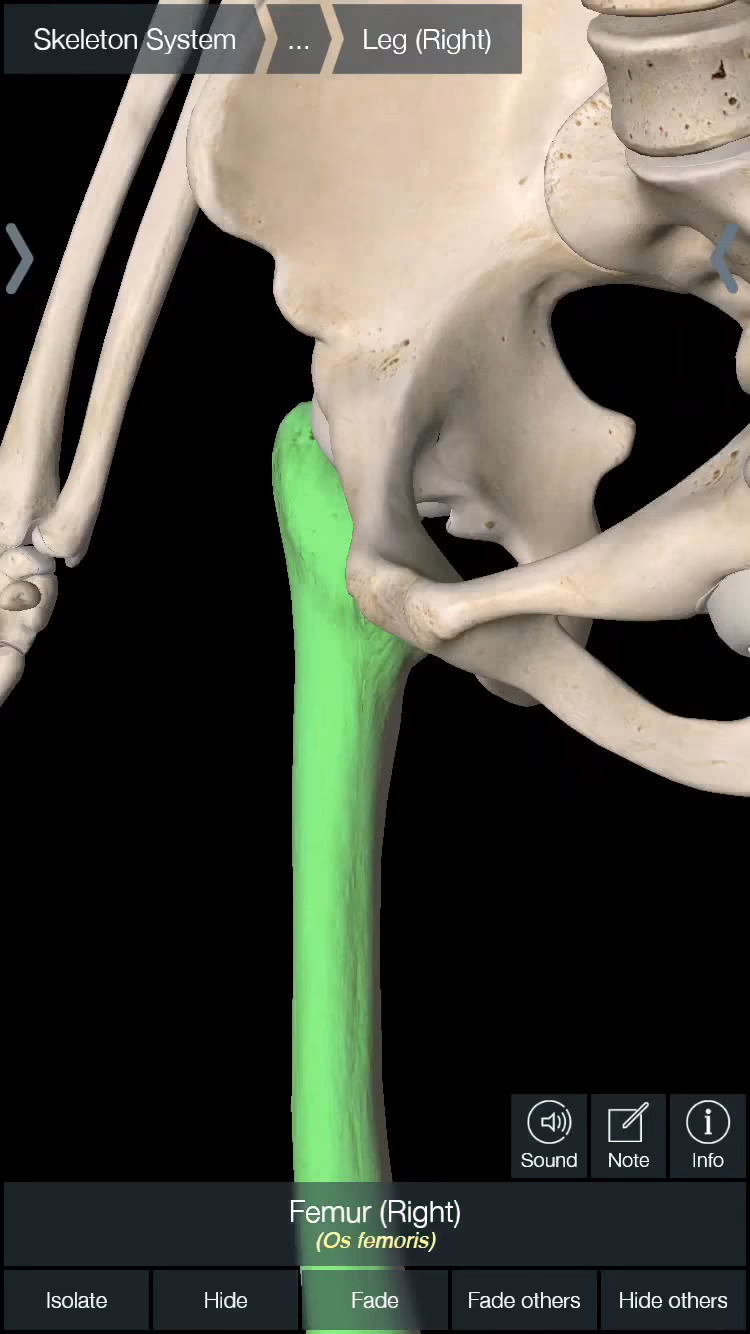 Skeleton System ... Leg (Right)
Sound Note Info
Femur (Right)
(Os femoris)
Isolate Hide Fade Fade others Hide others